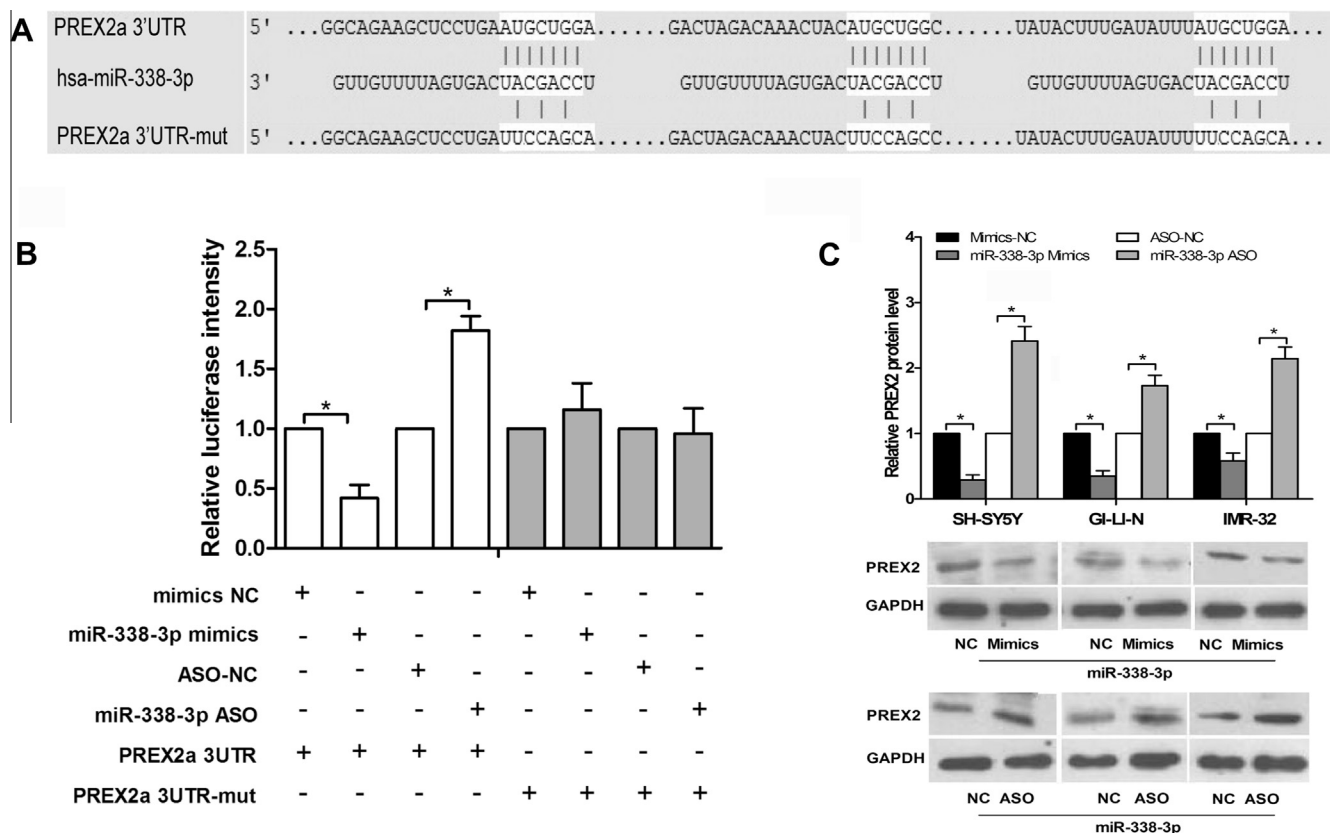 A
PREX2a 3'UTR 5' ...GGCAGAAGCUCCUGAAUGCUGGA......GACUAGACAAACUACAUGCUGGC......UAUACUUUGAUAUUUAUGCUGGA...
hsa-miR-338-3p 3' GUUGUUUUAGUGACUACGACCU GUUGUUUUAGUGACUACGACCU GUUGUUUUAGUGACUACGACCU
PREX2a 3'UTR-mut 5' ...GGCAGAAGCUCCUGAUUCCAGCA......GACUAGACAAACUACUUCCAGCC......UAUACUUUGAUAUUUUUCCAGCA...
B
Relative luciferase intensity
2.5
2.0
1.5
1.0
0.5
0.0
* *
mimics NC + - - - + - - -
miR-338-3p mimics - + - - - + - -
ASO-NC - - + - - - + -
miR-338-3p ASO - - - + - - - +
PREX2a 3UTR + + + + - - - -
PREX2a 3UTR-mut - - - - + + + +
C
Mimics-NC ASO-NC
miR-338-3p Mimics miR-338-3p ASO
Relative PREX2 protein level
4
3
2
1
0
* * * * * *
SH-SY5Y GI-LI-N IMR-32
PREX2
GAPDH
NC Mimics NC Mimics NC Mimics
miR-338-3p
PREX2
GAPDH
NC ASO NC ASO NC ASO
miR-338-3p